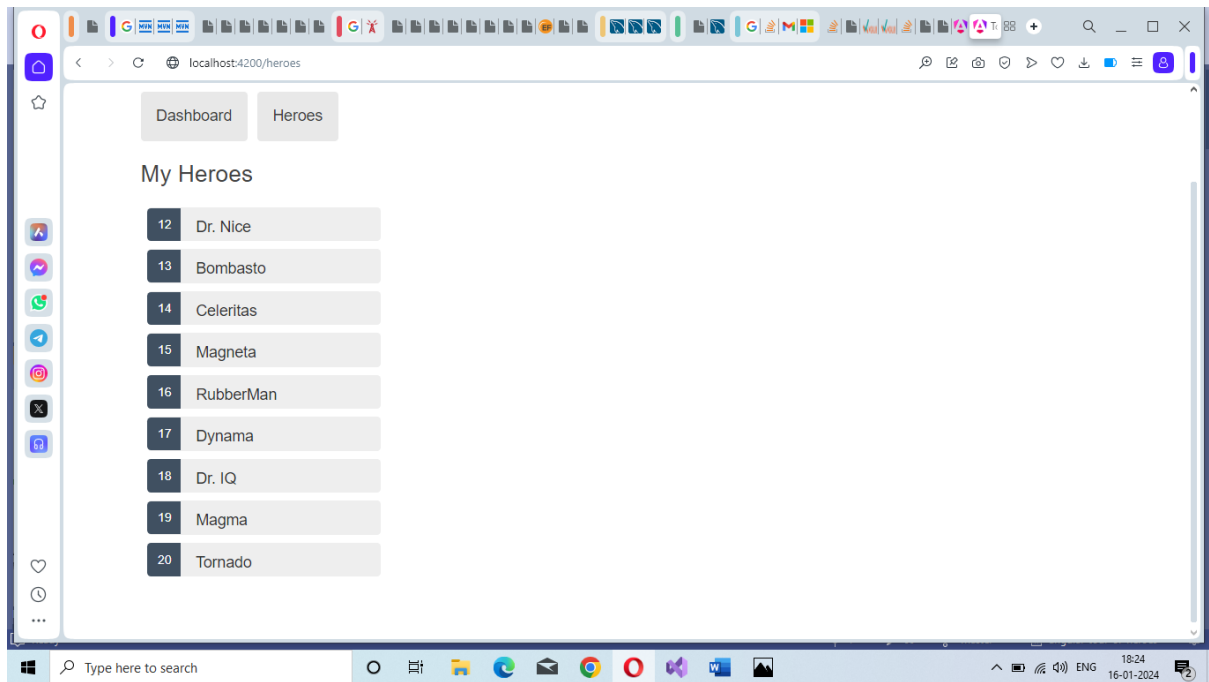 localhost:4200/heroes
Dashboard
Heroes
My Heroes
12 Dr. Nice
13 Bombasto
14 Celeritas
15 Magneta
16 RubberMan
17 Dynama
18 Dr. IQ
19 Magma
20 Tornado
Type here to search
ENG
18:24
16-01-2024